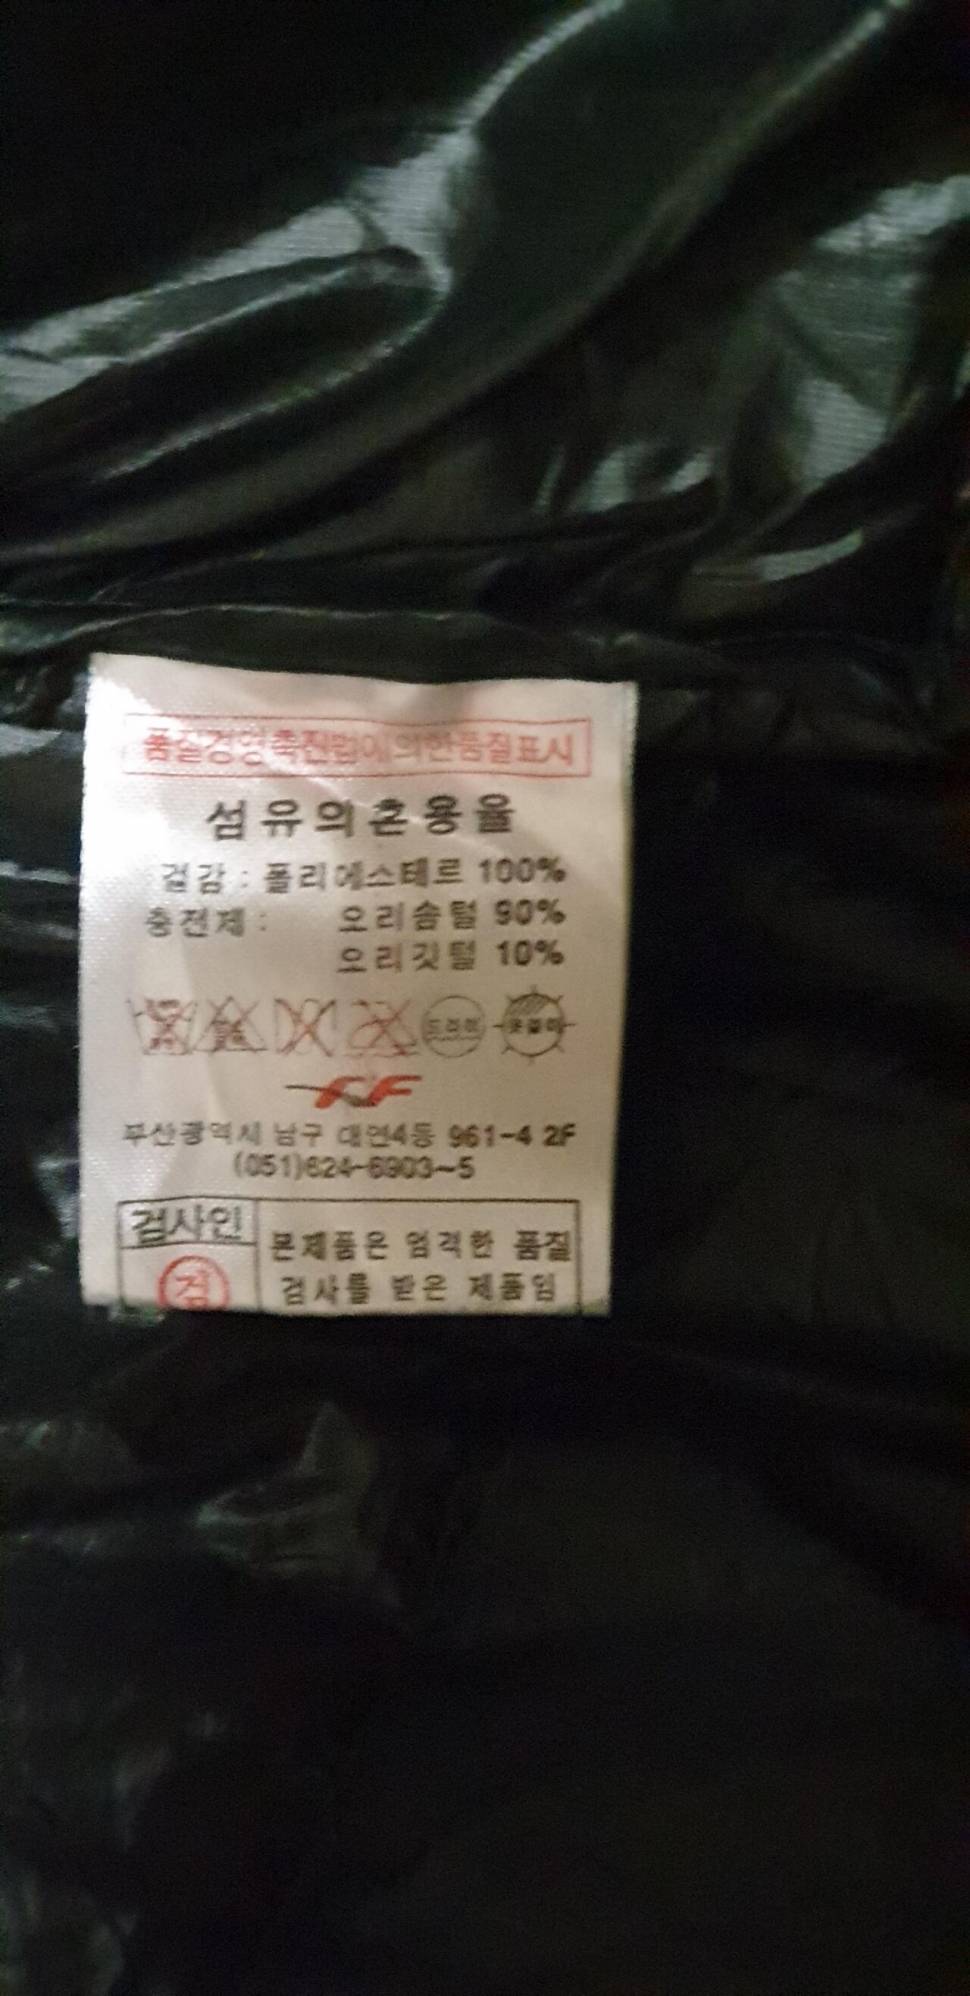 품질경영촉진법에의한품질표시
섬유의혼용율
겉감 : 폴리에스테르 100%
충전제 : 오리솜털 90%
오리깃털 10%
드라이
옷걸이
부산광역시 남구 대연4동 961-4 2F
(051)624-6903~5
검사인
본제품은 엄격한 품질
검사를 받은 제품임
검